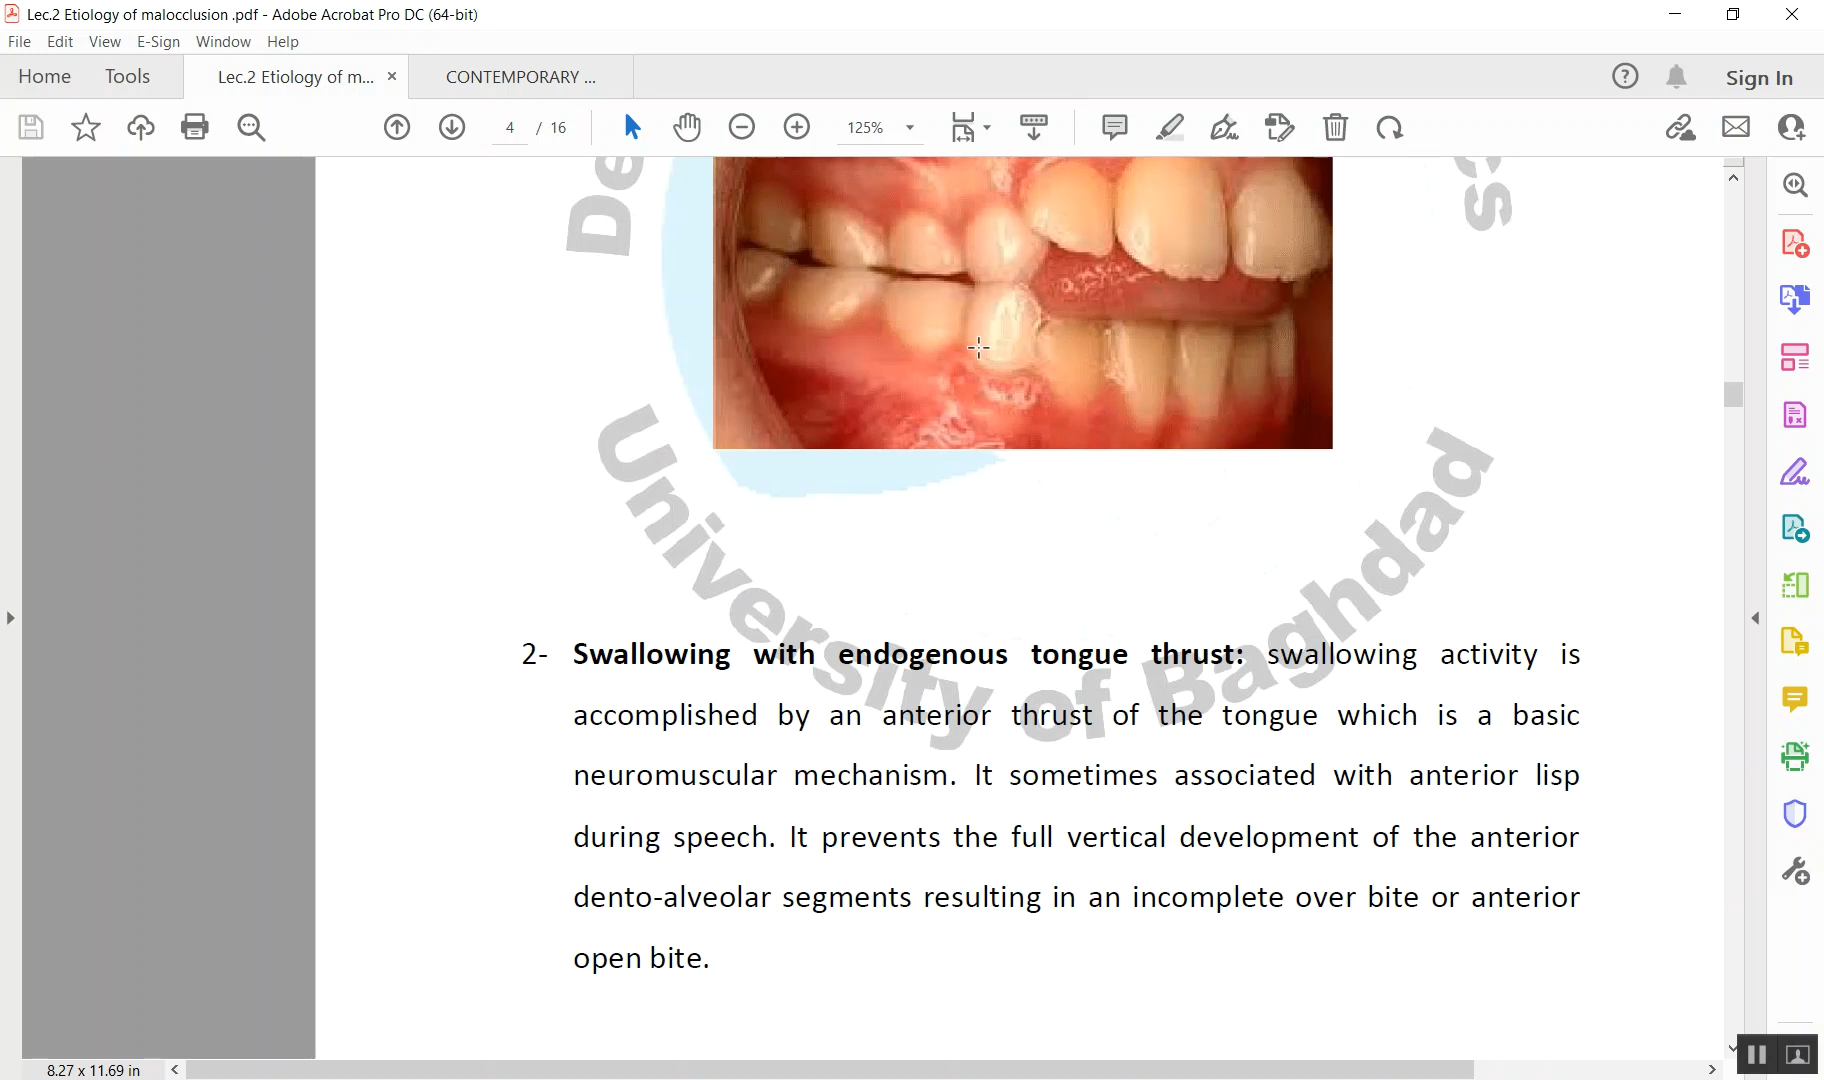 Lec.2 Etiology of malocclusion .pdf - Adobe Acrobat Pro DC (64-bit)
File Edit View E-Sign Window Help
Home Tools Lec.2 Etiology of m... × CONTEMPORARY ... Sign In
4 / 16 125%
De
ss
University of Baghdad
2- Swallowing with endogenous tongue thrust: swallowing activity is
accomplished by an anterior thrust of the tongue which is a basic
neuromuscular mechanism. It sometimes associated with anterior lisp
during speech. It prevents the full vertical development of the anterior
dento-alveolar segments resulting in an incomplete over bite or anterior
open bite.
8.27 x 11.69 in